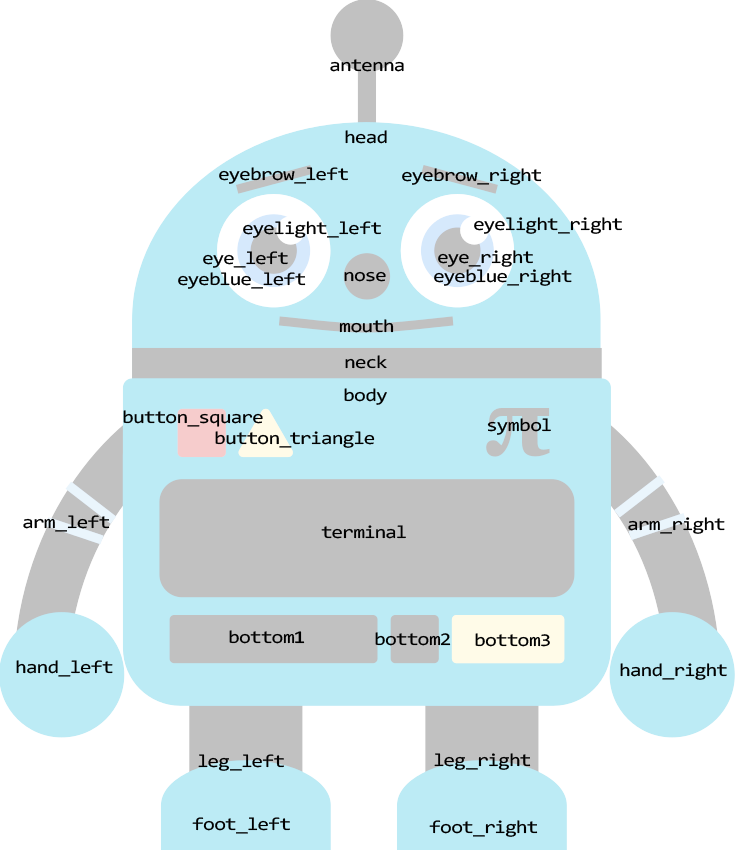 antenna
head
eyebrow_left
eyebrow_right
eyelight_left
eyelight_right
eye_left
eye_right
eyeblue_left
nose
eyeblue_right
mouth
neck
body
button_square
button_triangle
π
symbol
arm_left
terminal
arm_right
bottom1
bottom2
bottom3
hand_left
hand_right
leg_left
leg_right
foot_left
foot_right